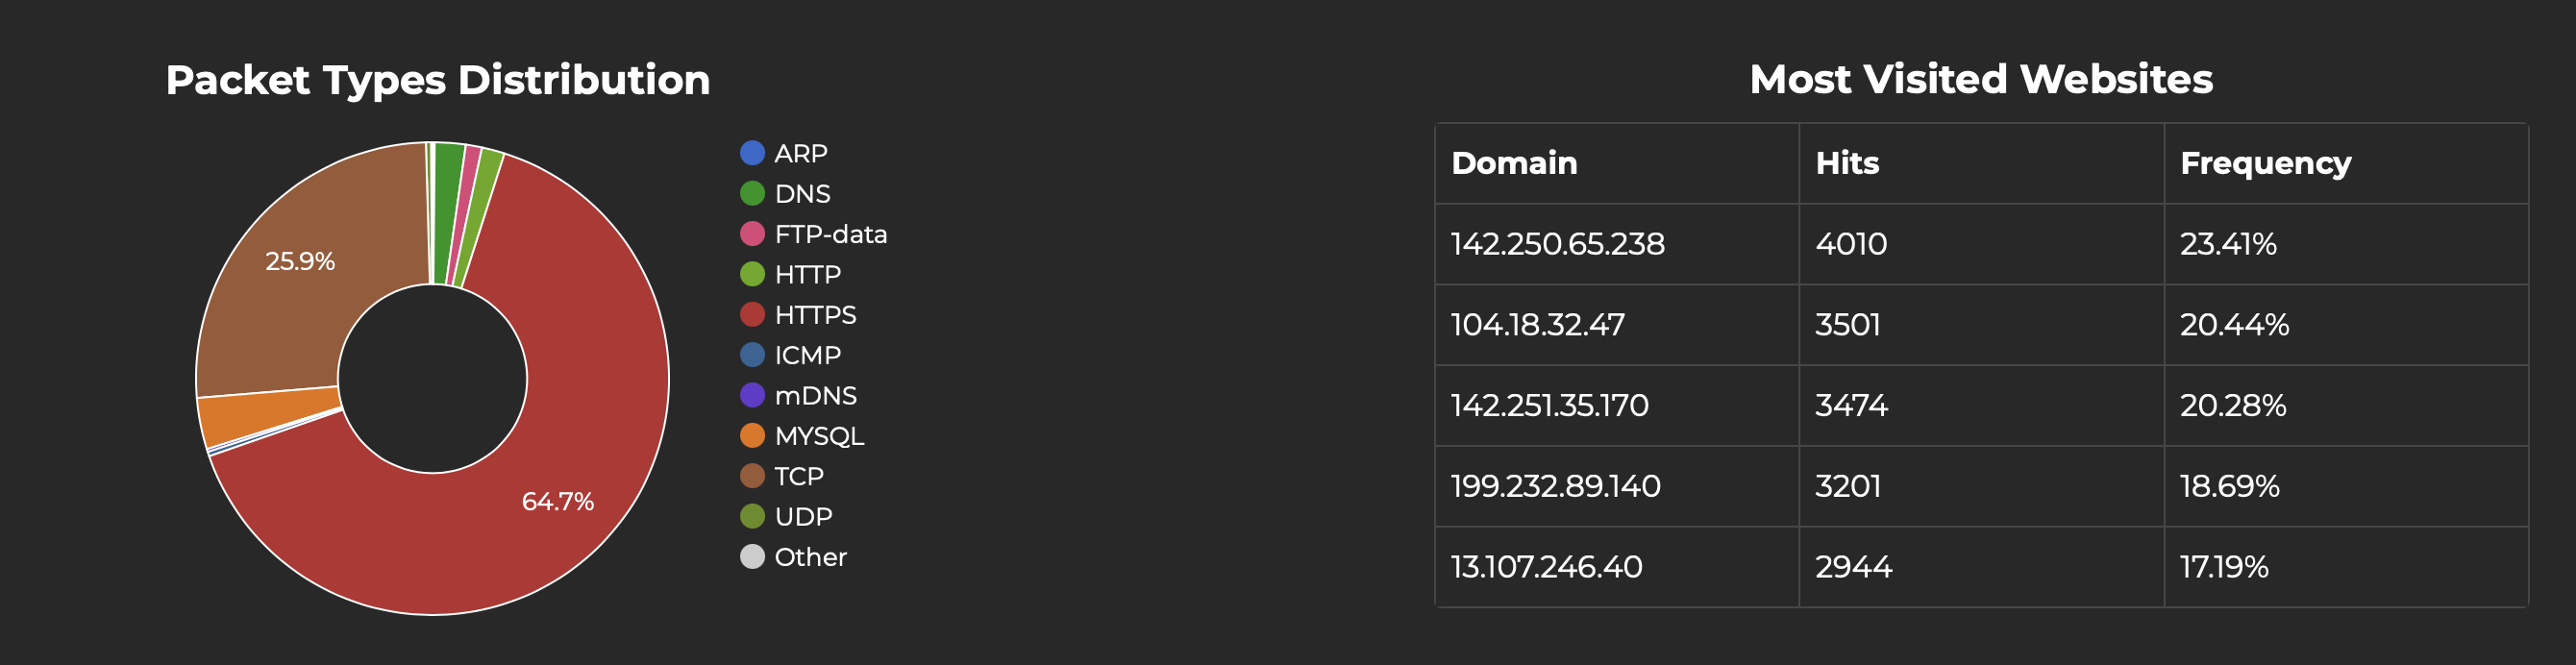 Packet Types Distribution
25.9%
64.7%
ARP
DNS
FTP-data
HTTP
HTTPS
ICMP
mDNS
MYSQL
TCP
UDP
Other
Most Visited Websites
Domain Hits Frequency
142.250.65.238 4010 23.41%
104.18.32.47 3501 20.44%
142.251.35.170 3474 20.28%
199.232.89.140 3201 18.69%
13.107.246.40 2944 17.19%